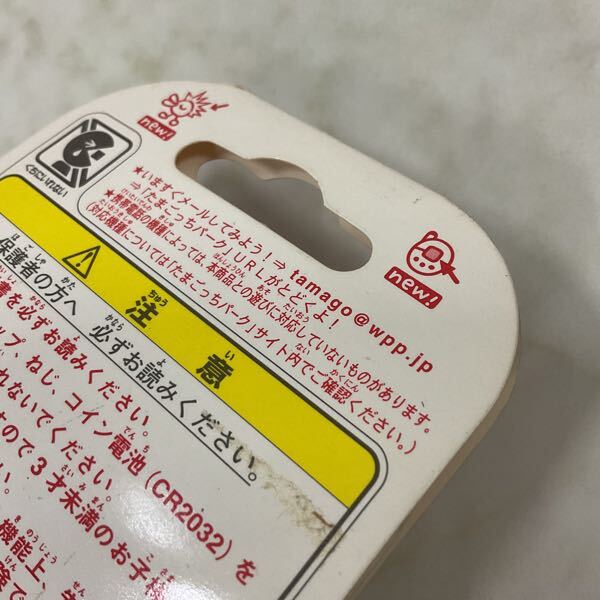 new!
くちにいれない
★いますぐメールしてみよう！⇒tamago@wpp.jp
⇒「たまごっちパーク」URLがとどくよ！
★携帯電話の機種によっては、本商品との遊びに対応していないものがあります。
(対応機種については「たまごっちパーク」サイト内でご確認ください。)
new!
注意
保護者の方へ 必ずお読みください。
を必ずお読みください。
ップ、ねじ、コイン電池(CR2032)を
れないでください。
ので3才未満のお子様
い。
機能上、